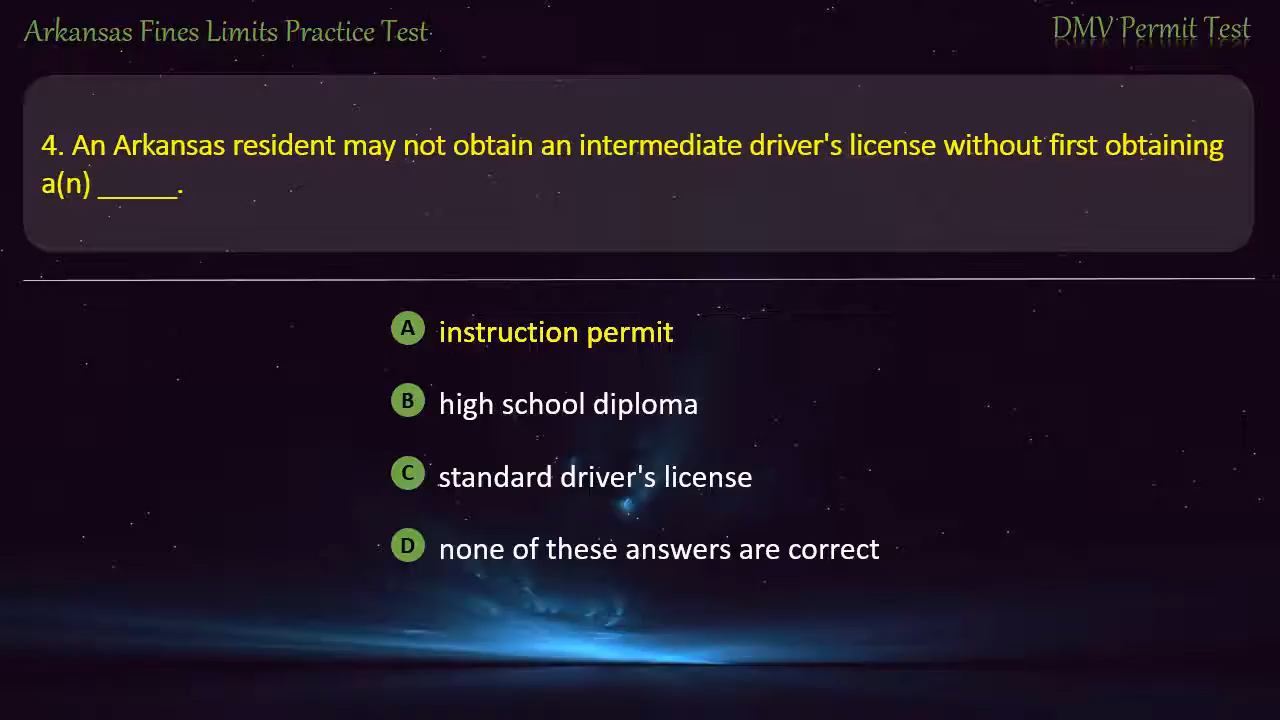 Arkansas Fines Limits Practice Test
DMV Permit Test
4. An Arkansas resident may not obtain an intermediate driver's license without first obtaining
a(n) _____.
A instruction permit
B high school diploma
C standard driver's license
D none of these answers are correct